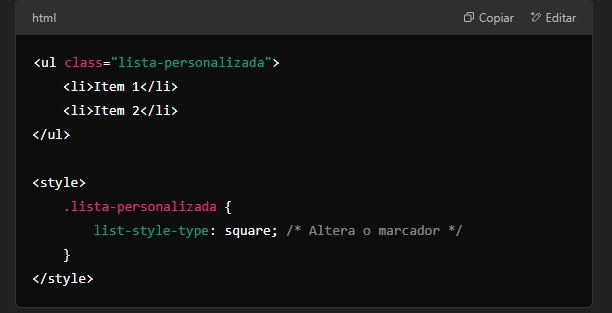 html Copiar Editar
<ul class="lista-personalizada">
    <li>Item 1</li>
    <li>Item 2</li>
</ul>
<style>
    .lista-personalizada {
        list-style-type: square; /* Altera o marcador */
    }
</style>